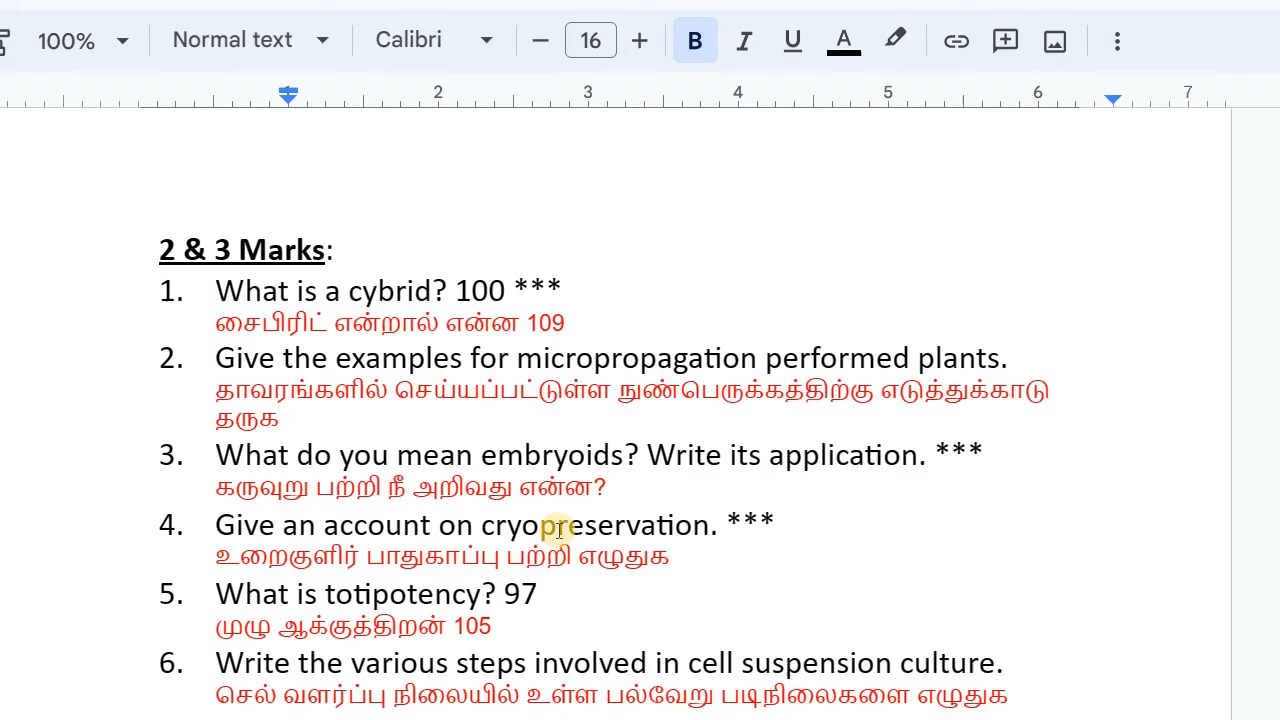 100% Normal text Calibri 16 B I U A
1 2 3 4 5 6 7
2 & 3 Marks:
1. What is a cybrid? 100 ***
சைபிரிட் என்றால் என்ன 109
2. Give the examples for micropropagation performed plants.
தாவரங்களில் செய்யப்பட்டுள்ள நுண்பெருக்கத்திற்கு எடுத்துக்காடு
தருக
3. What do you mean embryoids? Write its application. ***
கருவுறு பற்றி நீ அறிவது என்ன?
4. Give an account on cryopreservation. ***
உறைகுளிர் பாதுகாப்பு பற்றி எழுதுக
5. What is totipotency? 97
முழு ஆக்குத்திறன் 105
6. Write the various steps involved in cell suspension culture.
செல் வளர்ப்பு நிலையில் உள்ள பல்வேறு படிநிலைகளை எழுதுக